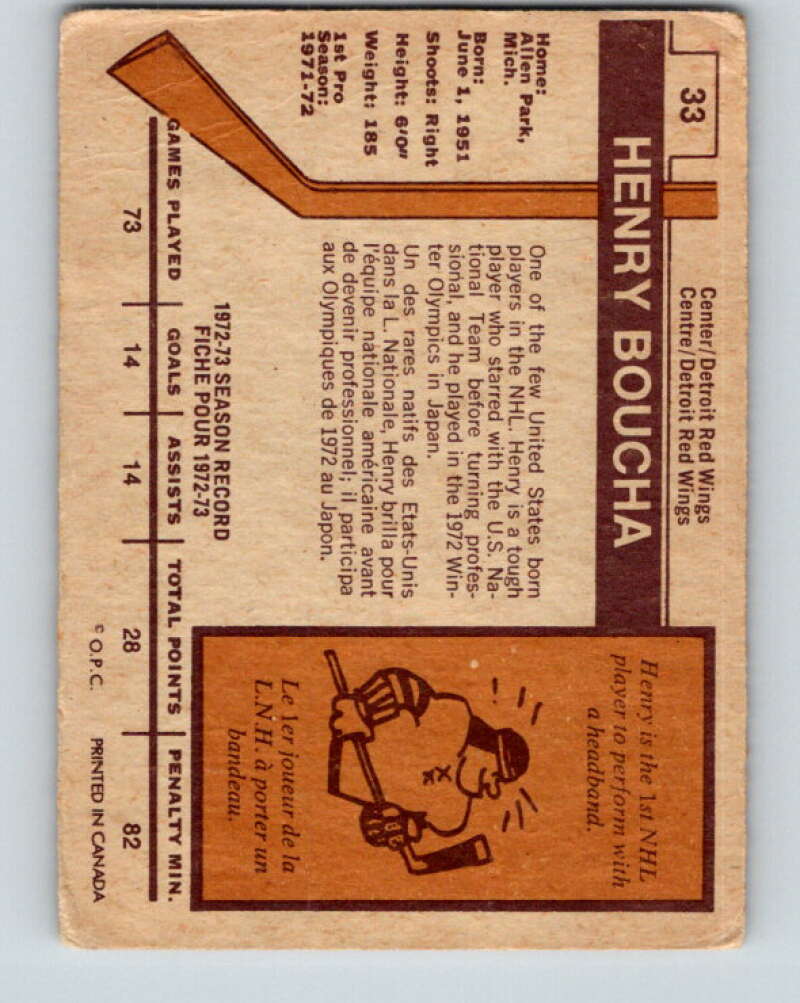 33
Center/Detroit Red Wings
Centre/Detroit Red Wings
HENRY BOUCHA
Home:
Allen Park,
Mich.
Born:
June 1, 1951
Shoots: Right
Height: 6'0"
Weight: 185
1st Pro
Season:
1971-72
One of the few United States born
players in the NHL. Henry is a tough
player who starred with the U.S. Na-
tional Team before turning profes-
sional, and he played in the 1972 Win-
ter Olympics in Japan.
Un des rares natifs des Etats-Unis
dans la L. Nationale, Henry brilla pour
l'équipe nationale américaine avant
de devenir professionnel; il participa
aux Olympiques de 1972 au Japon.
Henry is the 1st NHL
player to perform with
a headband.
Le 1er joueur de la
L.N.H. à porter un
bandeau.
1972-73 SEASON RECORD
FICHE POUR 1972-73
GAMES PLAYED GOALS ASSISTS TOTAL POINTS PENALTY MIN.
73 14 14 28 82
© O.P.C. PRINTED IN CANADA